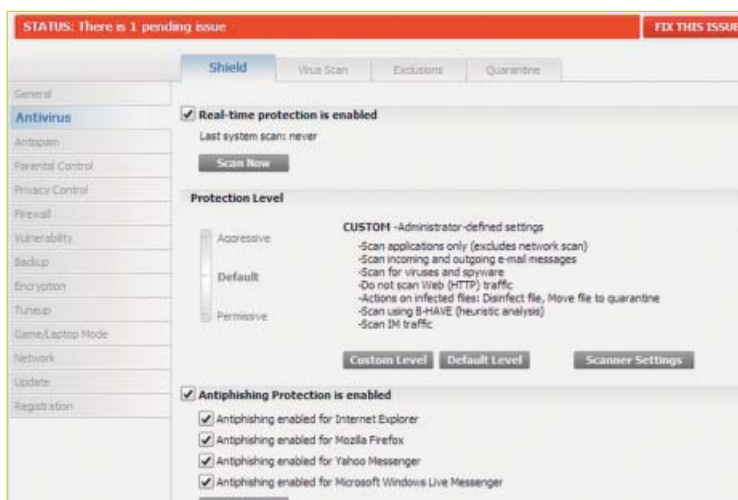 STATUS: There is 1 pending issue
FIX THIS ISSUE
Shield
Virus Scan
Exclusions
Quarantine
General
Antivirus
Antispam
Parental Control
Privacy Control
Firewall
Vulnerability
Backup
Encryption
Tuneup
Game/Laptop Mode
Network
Update
Registration
Real-time protection is enabled
Last system scan: never
Scan Now
Protection Level
Aggressive
Default
Permissive
CUSTOM -Administrator-defined settings
-Scan applications only (excludes network scan)
-Scan incoming and outgoing e-mail messages
-Scan for viruses and spyware
-Do not scan Web (HTTP) traffic
-Actions on infected files: Disinfect file, Move file to quarantine
-Scan using B-HAVE (heuristic analysis)
-Scan IM traffic
Custom Level
Default Level
Scanner Settings
Antiphishing Protection is enabled
Antiphishing enabled for Internet Explorer
Antiphishing enabled for Mozilla Firefox
Antiphishing enabled for Yahoo Messenger
Antiphishing enabled for Microsoft Windows Live Messenger